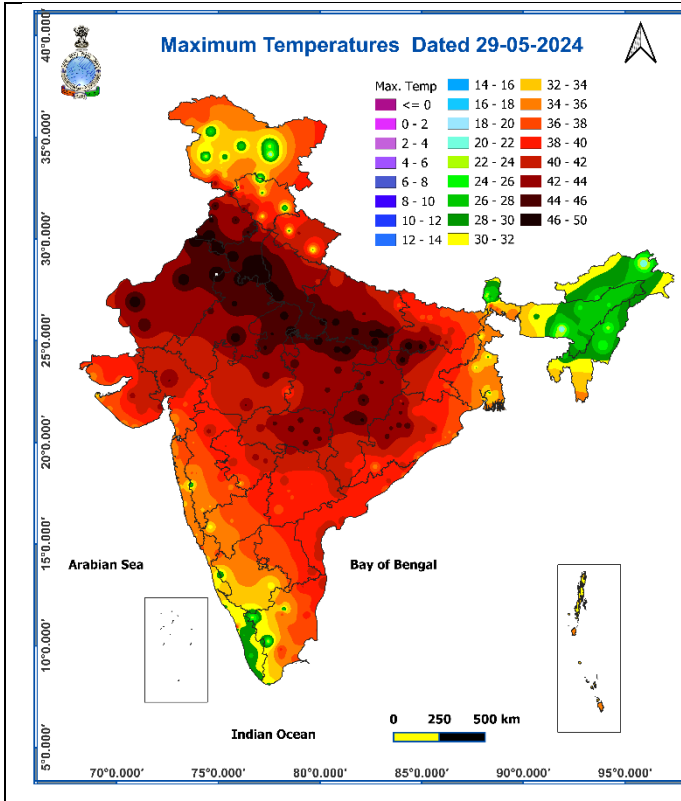 Maximum Temperatures Dated 29-05-2024
Max. Temp
<= 0
0 - 2
2 - 4
4 - 6
6 - 8
8 - 10
10 - 12
12 - 14
14 - 16
16 - 18
18 - 20
20 - 22
22 - 24
24 - 26
26 - 28
28 - 30
30 - 32
32 - 34
34 - 36
36 - 38
38 - 40
40 - 42
42 - 44
44 - 46
46 - 50
40°0.000'
35°0.000'
30°0.000'
25°0.000'
20°0.000'
15°0.000'
10°0.000'
5°0.000'
Arabian Sea
Bay of Bengal
Indian Ocean
0 250 500 km
70°0.000' 75°0.000' 80°0.000' 85°0.000' 90°0.000' 95°0.000'